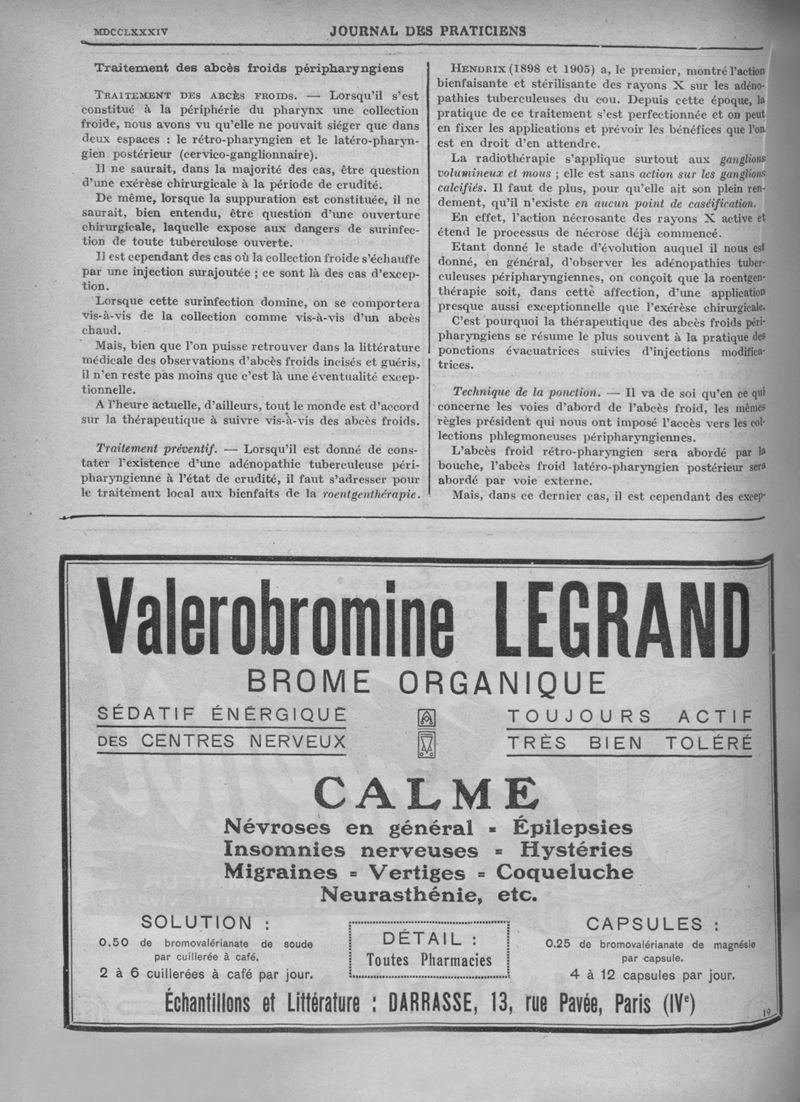 MDCCLXXXIV
JOURNAL DES PRATICIENS
Traitement des abcès froids péripharyngiens
TRAITEMENT DES ABCÈS FROIDS. — Lorsqu'il s'est
constitué à la périphérie du pharynx une collection
froide, nous avons vu qu'elle ne pouvait siéger que dans
deux espaces : le rétro-pharyngien et le latéro-pharyn-
gien postérieur (cervico-ganglionnaire).
Il ne saurait, dans la majorité des cas, être question
d'une exérèse chirurgicale à la période de crudité.
De même, lorsque la suppuration est constituée, il ne
saurait, bien entendu, être question d'une ouverture
chirurgicale, laquelle expose aux dangers de surinfec-
tion de toute tuberculose ouverte.
Il est cependant des cas où la collection froide s'échauffe
par une injection surajoutée ; ce sont là des cas d'excep-
tion.
Lorsque cette surinfection domine, on se comportera
vis-à-vis de la collection comme vis-à-vis d'un abcès
chaud.
Mais, bien que l'on puisse retrouver dans la littérature
médicale des observations d'abcès froids incisés et guéris,
il n'en reste pas moins que c'est là une éventualité excep-
tionnelle.
A l'heure actuelle, d'ailleurs, tout le monde est d'accord
sur la thérapeutique à suivre vis-à-vis des abcès froids.
Traitement préventif. — Lorsqu'il est donné de cons-
tater l'existence d'une adénopathie tuberculeuse péri-
pharyngienne à l'état de crudité, il faut s'adresser pour
le traitement local aux bienfaits de la roentgenthérapie.
HENDRIX (1898 et 1905) a, le premier, montré l'action
bienfaisante et stérilisante des rayons X sur les adéno-
pathies tuberculeuses du cou. Depuis cette époque, la
pratique de ce traitement s'est perfectionnée et on peut
en fixer les applications et prévoir les bénéfices que l'on
est en droit d'en attendre.
La radiothérapie s'applique surtout aux ganglions
volumineux et mous ; elle est sans action sur les ganglions
calcifiés. Il faut de plus, pour qu'elle ait son plein ren-
dement, qu'il n'existe en aucun point de caséification.
En effet, l'action nécrosante des rayons X active et
étend le processus de nécrose déjà commencé.
Etant donné le stade d'évolution auquel il nous est
donné, en général, d'observer les adénopathies tuber-
culeuses péripharyngiennes, on conçoit que la roentgen-
thérapie soit, dans cette affection, d'une application
presque aussi exceptionnelle que l'exérèse chirurgicale.
C'est pourquoi la thérapeutique des abcès froids péri-
pharyngiens se résume le plus souvent à la pratique des
ponctions évacuatrices suivies d'injections modifica-
trices.
Technique de la ponction. — Il va de soi qu'en ce qui
concerne les voies d'abord de l'abcès froid, les mêmes
règles président qui nous ont imposé l'accès vers les col-
lections phlegmoneuses péripharyngiennes.
L'abcès froid rétro-pharyngien sera abordé par la
bouche, l'abcès froid latéro-pharyngien postérieur sera
abordé par voie externe.
Mais, dans ce dernier cas, il est cependant des excep-
Valerobromine LEGRAND
BROME ORGANIQUE
SÉDATIF ÉNERGIQUE
DES CENTRES NERVEUX
TOUJOURS ACTIF
TRÈS BIEN TOLÉRÉ
CALME
Névroses en général = Épilepsies
Insomnies nerveuses = Hystéries
Migraines = Vertiges = Coqueluche
Neurasthénie, etc.
SOLUTION :
0,50 de bromovalérianate de soude
par cuillerée à café.
2 à 6 cuillerées à café par jour.
DÉTAIL :
Toutes Pharmacies
CAPSULES :
0.25 de bromovalérianate de magnésie
par capsule.
4 à 12 capsules par jour.
Échantillons et Littérature : DARRASSE, 13, rue Pavée, Paris (IVe)
19